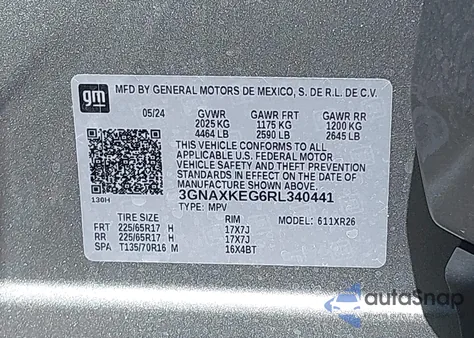 gm
MFD BY GENERAL MOTORS DE MEXICO, S. DE R.L. DE C.V.
05/24 GVWR GAWR FRT GAWR RR
2025 KG 1175 KG 1200 KG
4464 LB 2590 LB 2645 LB
THIS VEHICLE CONFORMS TO ALL
APPLICABLE U.S. FEDERAL MOTOR
VEHICLE SAFETY AND THEFT PREVENTION
STANDARDS IN EFFECT ON THE DATE
OF MANUFACTURE SHOWN ABOVE.
130H 3GNAXKEG6RL340441
TYPE: MPV
TIRE SIZE RIM MODEL: 611XR26
FRT 225/65R17 H 17X7J
RR 225/65R17 H 17X7J
SPA T135/70R16 M 16X4BT
autoSnap